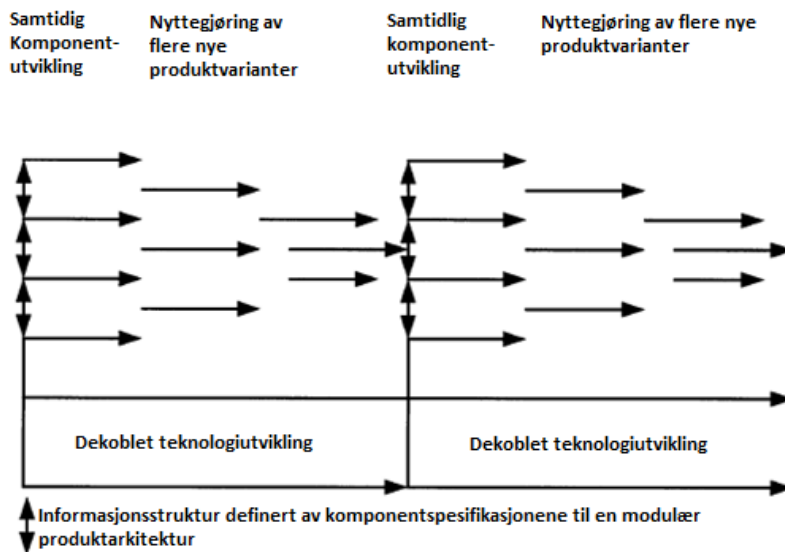 Samtidig
Komponent-
utvikling
Nyttegjøring av
flere nye
produktvarianter
Samtidlig
komponent-
utvikling
Nyttegjøring av flere nye
produktvarianter
Dekoblet teknologiutvikling
Dekoblet teknologiutvikling
Informasjonsstruktur definert av komponentspesifikasjonene til en modulær
produktarkitektur